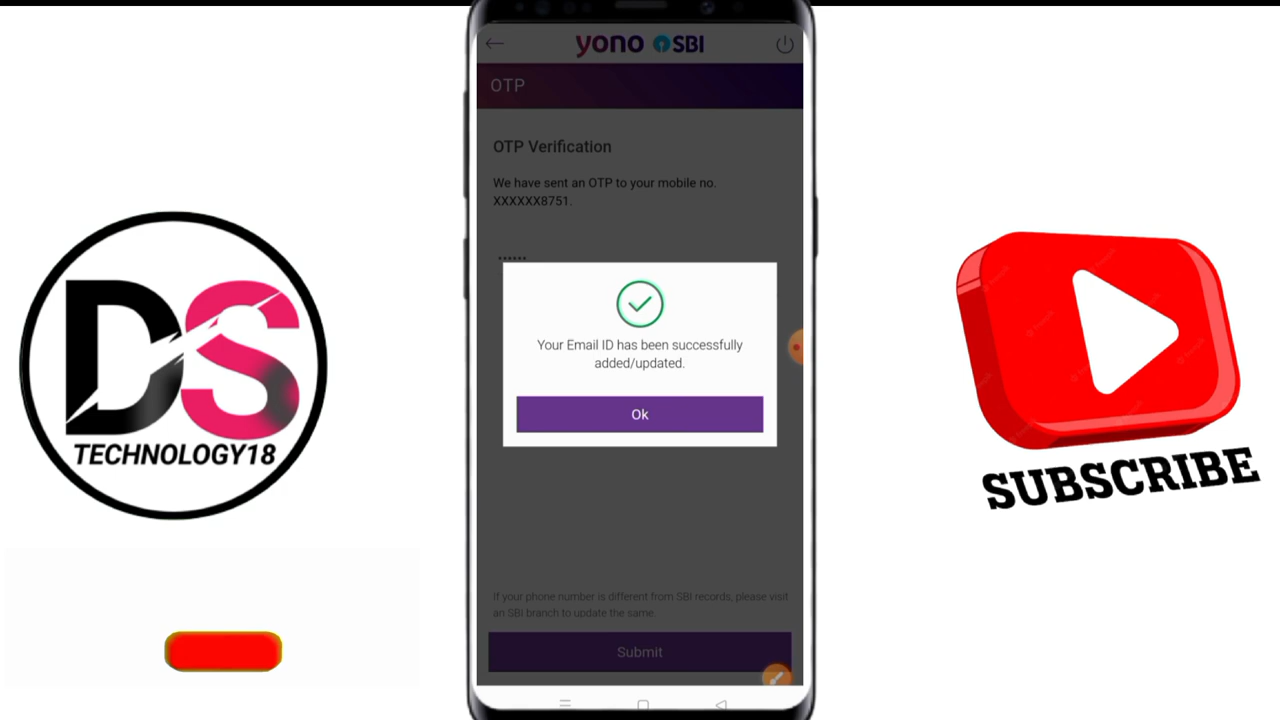 yono SBI
OTP
OTP Verification
We have sent an OTP to your mobile no.
XXXXXX8751.
••••••
Your Email ID has been successfully
added/updated.
Ok
If your phone number is different from SBI records, please visit
an SBI branch to update the same.
Submit
DS
TECHNOLOGY18
SUBSCRIBE